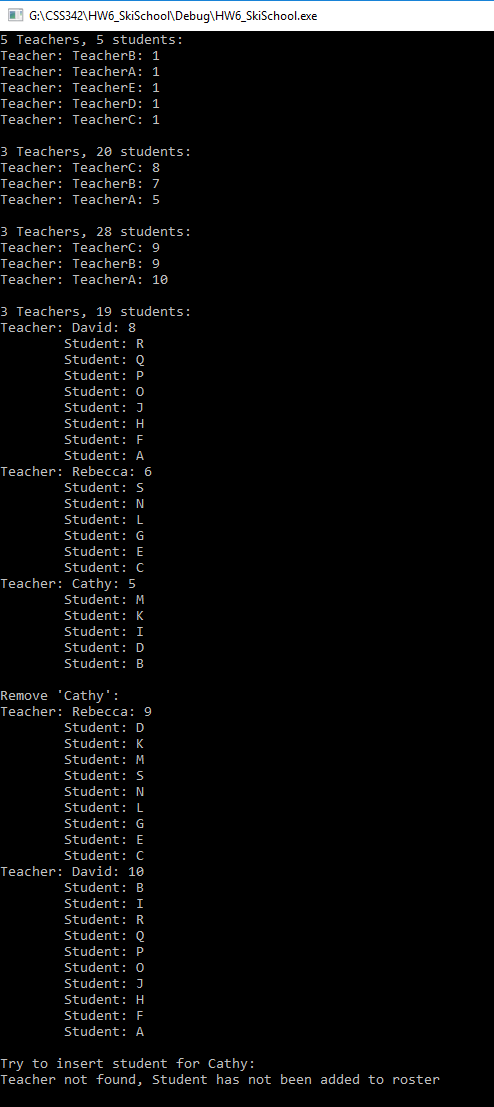 G:\CSS342\HW6_SkiSchool\Debug\HW6_SkiSchool.exe
5 Teachers, 5 students:
Teacher: TeacherB: 1
Teacher: TeacherA: 1
Teacher: TeacherE: 1
Teacher: TeacherD: 1
Teacher: TeacherC: 1
3 Teachers, 20 students:
Teacher: TeacherC: 8
Teacher: TeacherB: 7
Teacher: TeacherA: 5
3 Teachers, 28 students:
Teacher: TeacherC: 9
Teacher: TeacherB: 9
Teacher: TeacherA: 10
3 Teachers, 19 students:
Teacher: David: 8
Student: R
Student: Q
Student: P
Student: O
Student: J
Student: H
Student: F
Student: A
Teacher: Rebecca: 6
Student: S
Student: N
Student: L
Student: G
Student: E
Student: C
Teacher: Cathy: 5
Student: M
Student: K
Student: I
Student: D
Student: B
Remove 'Cathy':
Teacher: Rebecca: 9
Student: D
Student: K
Student: M
Student: S
Student: N
Student: L
Student: G
Student: E
Student: C
Teacher: David: 10
Student: B
Student: I
Student: R
Student: Q
Student: P
Student: O
Student: J
Student: H
Student: F
Student: A
Try to insert student for Cathy:
Teacher not found, Student has not been added to roster